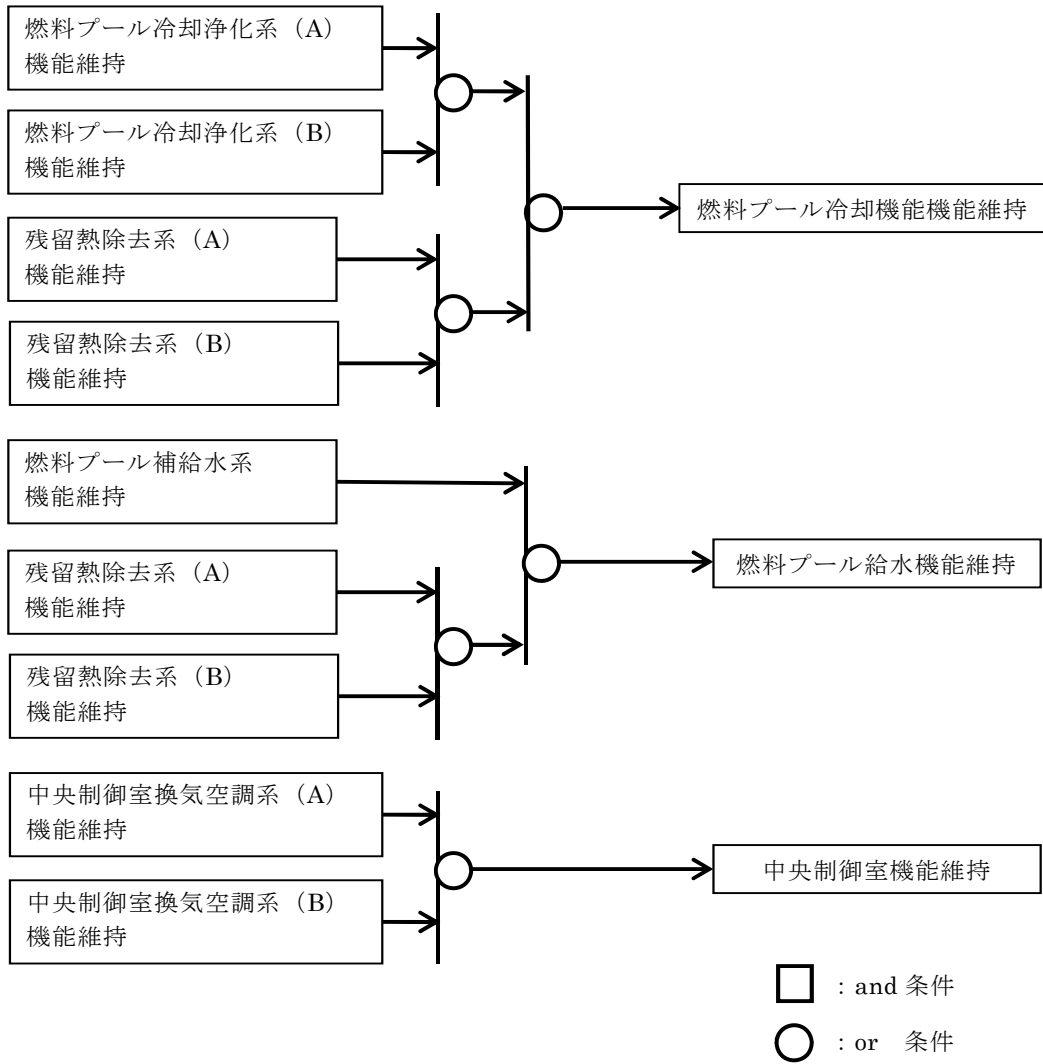 燃料プール冷却浄化系（A）
機能維持
燃料プール冷却浄化系（B）
機能維持
燃料プール冷却機能機能維持
残留熱除去系（A）
機能維持
残留熱除去系（B）
機能維持
燃料プール補給水系
機能維持
残留熱除去系（A）
機能維持
燃料プール給水機能維持
残留熱除去系（B）
機能維持
中央制御室換気空調系（A）
機能維持
中央制御室機能維持
中央制御室換気空調系（B）
機能維持
：and 条件
：or　条件